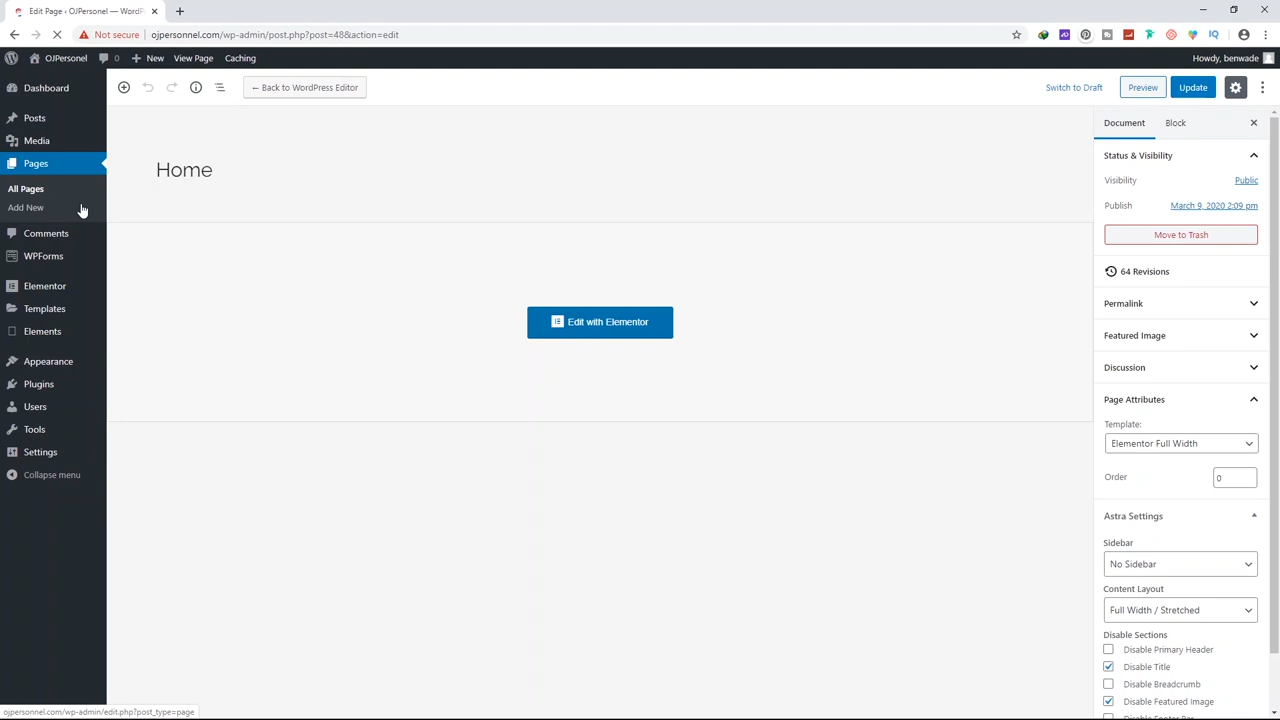 Edit Page ‹ OJPersonel — WordP
Not secure
ojpersonnel.com/wp-admin/post.php?post=48&action=edit
OJPersonel
0
New
View Page
Caching
Howdy, benwade
Dashboard
Posts
Media
Pages
All Pages
Add New
Comments
WPForms
Elementor
Templates
Elements
Appearance
Plugins
Users
Tools
Settings
Collapse menu
← Back to WordPress Editor
Switch to Draft
Preview
Update
Home
Edit with Elementor
Document
Block
Status & Visibility
Visibility
Public
Publish
March 9, 2020 2:09 pm
Move to Trash
64 Revisions
Permalink
Featured Image
Discussion
Page Attributes
Template:
Elementor Full Width
Order
0
Astra Settings
Sidebar
No Sidebar
Content Layout
Full Width / Stretched
Disable Sections
Disable Primary Header
Disable Title
Disable Breadcrumb
Disable Featured Image
Disable Footer Bar
ojpersonnel.com/wp-admin/edit.php?post_type=page